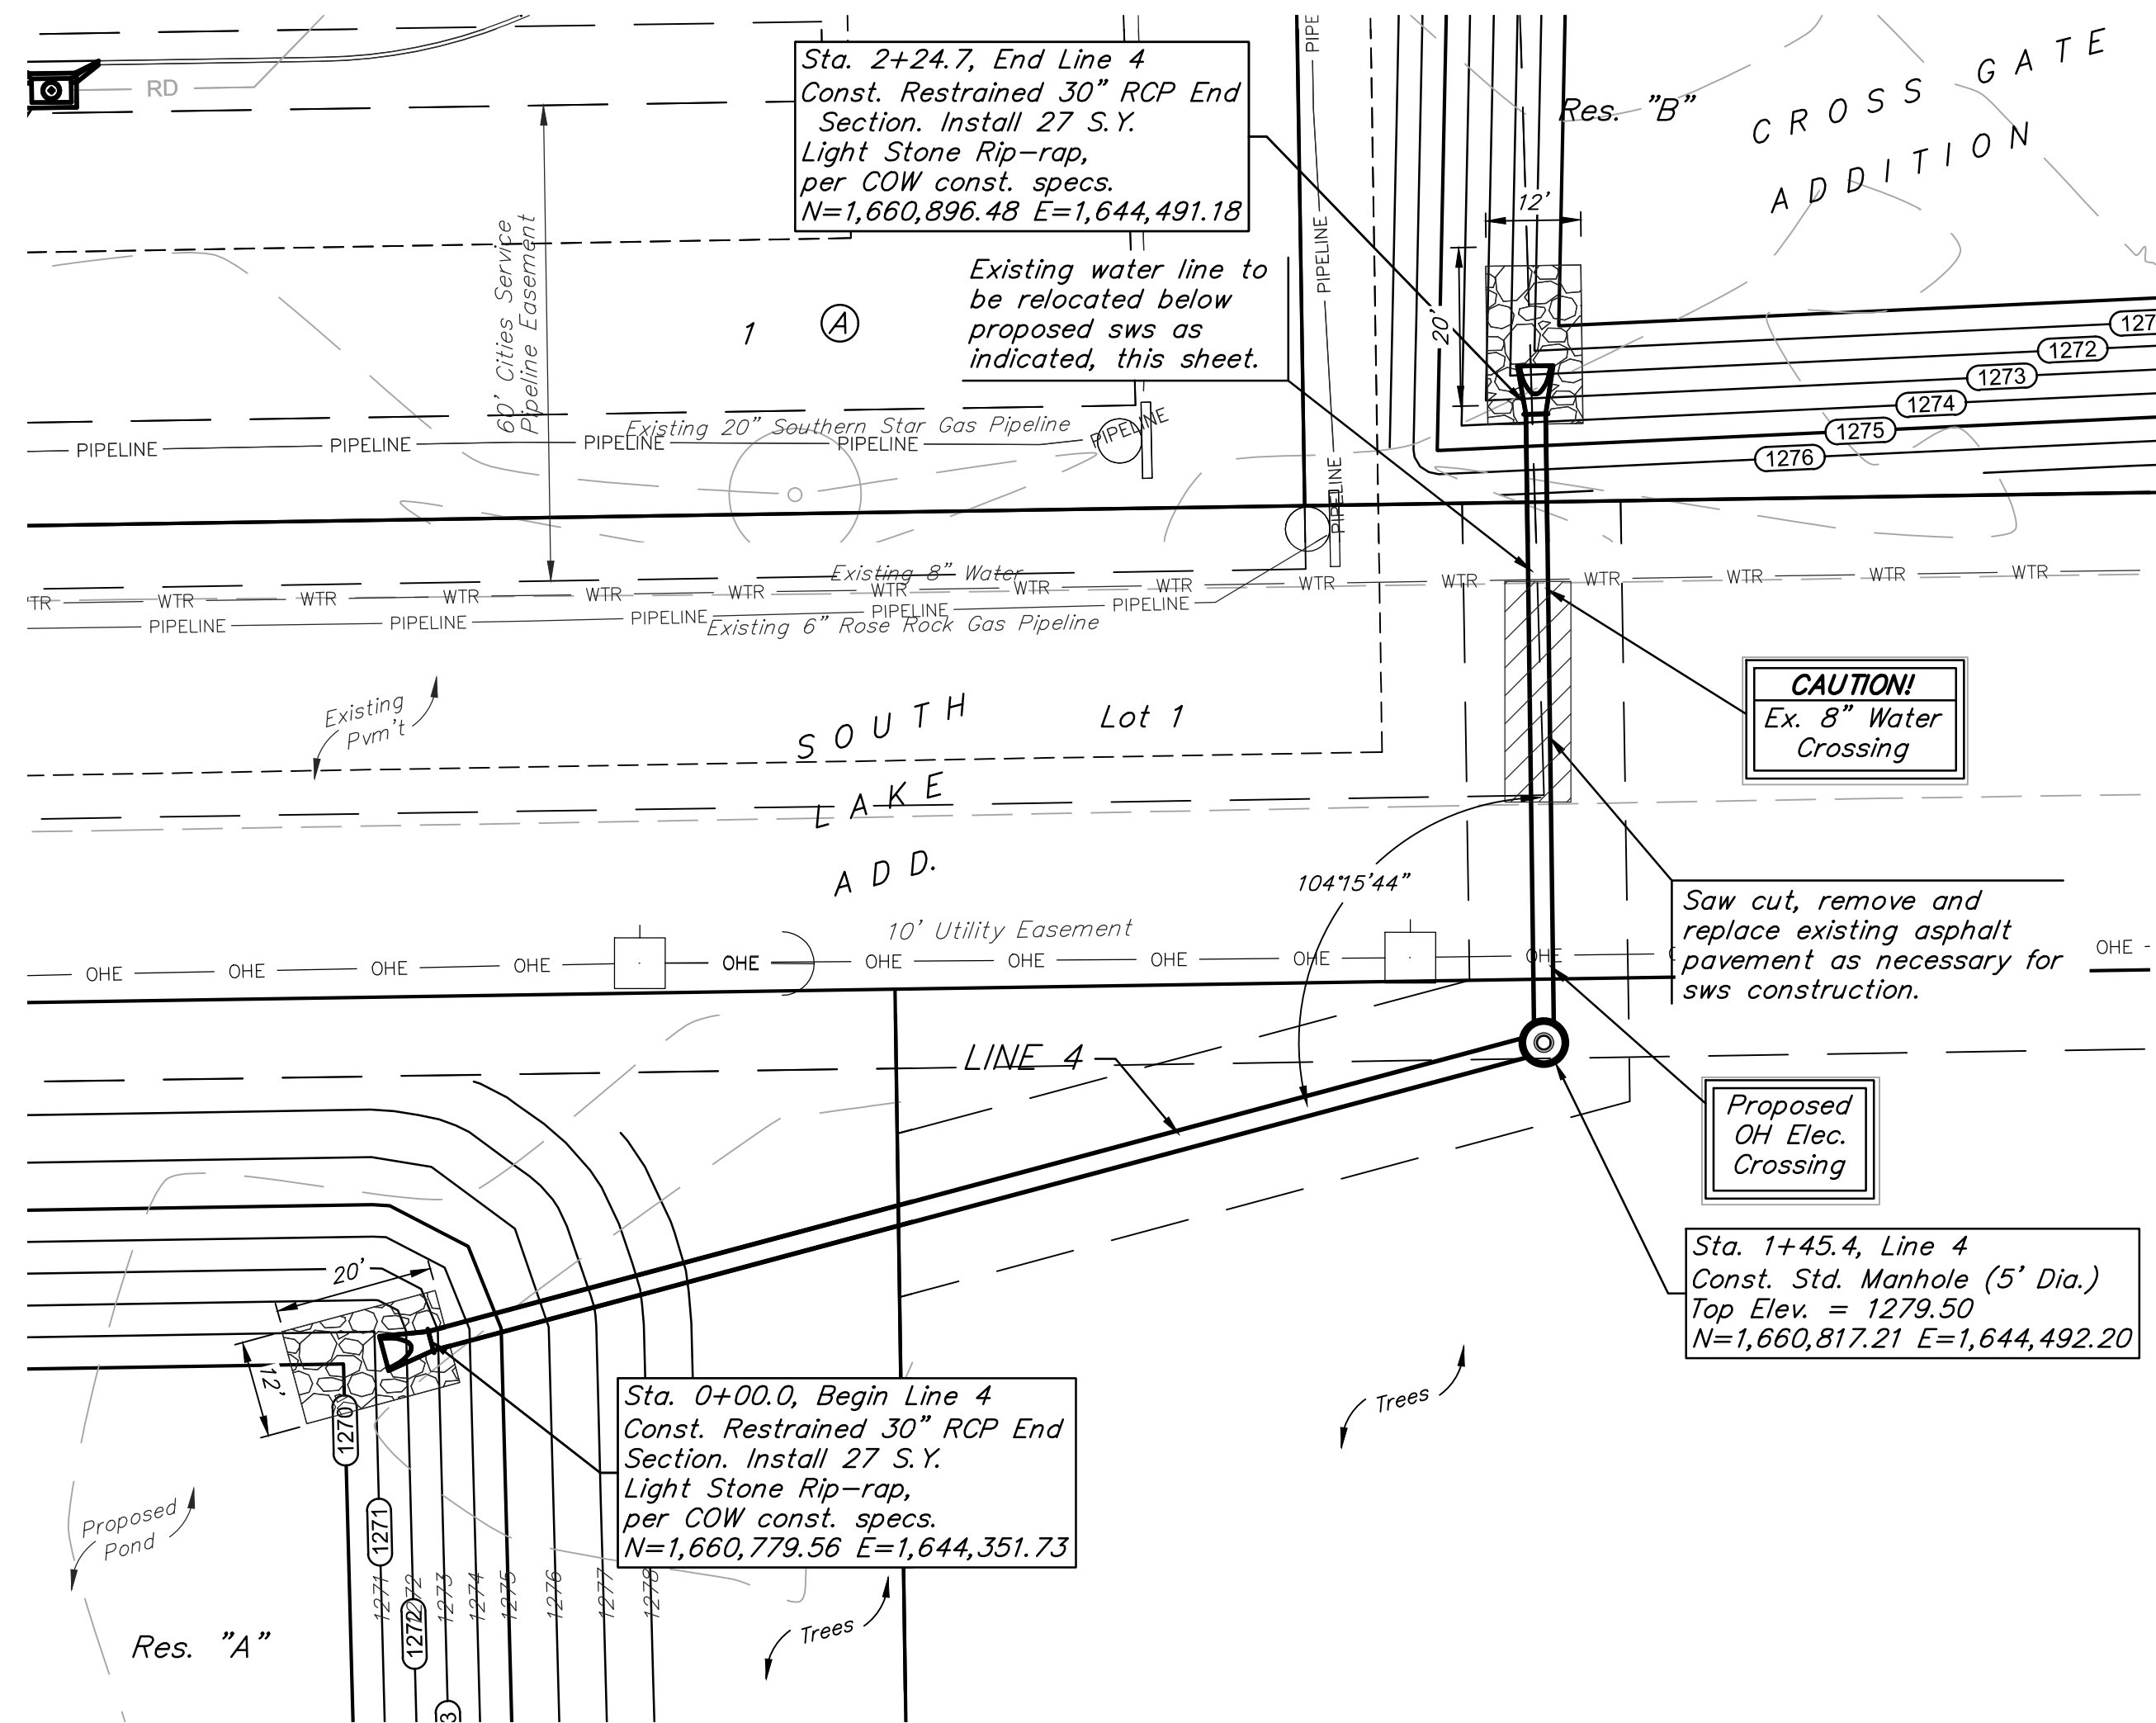 RD
Sta. 2+24.7, End Line 4
Const. Restrained 30" RCP End
Section. Install 27 S.Y.
Light Stone Rip-rap,
per COW const. specs.
N=1,660,896.48 E=1,644,491.18
PIPE
Res. "B"
CROSS GATE
ADDITION
12'
20'
60' Cities Service
Pipeline Easement
1
A
Existing water line to
be relocated below
proposed sws as
indicated, this sheet.
PIPELINE
PIPELINE
PIPELINE
PIPELINE
127
1272
1273
1274
1275
1276
Existing 20" Southern Star Gas Pipeline
PIPELINE PIPELINE PIPELINE PIPELINE PIPELINE
Existing 8" Water
TR WTR WTR WTR WTR WTR WTR WTR WTR WTR WTR WTR WTR WTR WTR
PIPELINE PIPELINE PIPELINE PIPELINE PIPELINE
Existing 6" Rose Rock Gas Pipeline
Existing
Pvm't
SOUTH
LAKE
ADD.
Lot 1
CAUTION!
Ex. 8" Water
Crossing
104°15'44"
Saw cut, remove and
replace existing asphalt
pavement as necessary for
sws construction.
10' Utility Easement
OHE OHE OHE OHE OHE OHE OHE OHE OHE OHE OHE
LINE 4
Proposed
OH Elec.
Crossing
Sta. 1+45.4, Line 4
Const. Std. Manhole (5' Dia.)
Top Elev. = 1279.50
N=1,660,817.21 E=1,644,492.20
20'
12'
Sta. 0+00.0, Begin Line 4
Const. Restrained 30" RCP End
Section. Install 27 S.Y.
Light Stone Rip-rap,
per COW const. specs.
N=1,660,779.56 E=1,644,351.73
Trees
1270
1271
1272
3
Proposed
Pond
1271
1272
1273
1274
1275
1276
1277
1278
Trees
Res. "A"